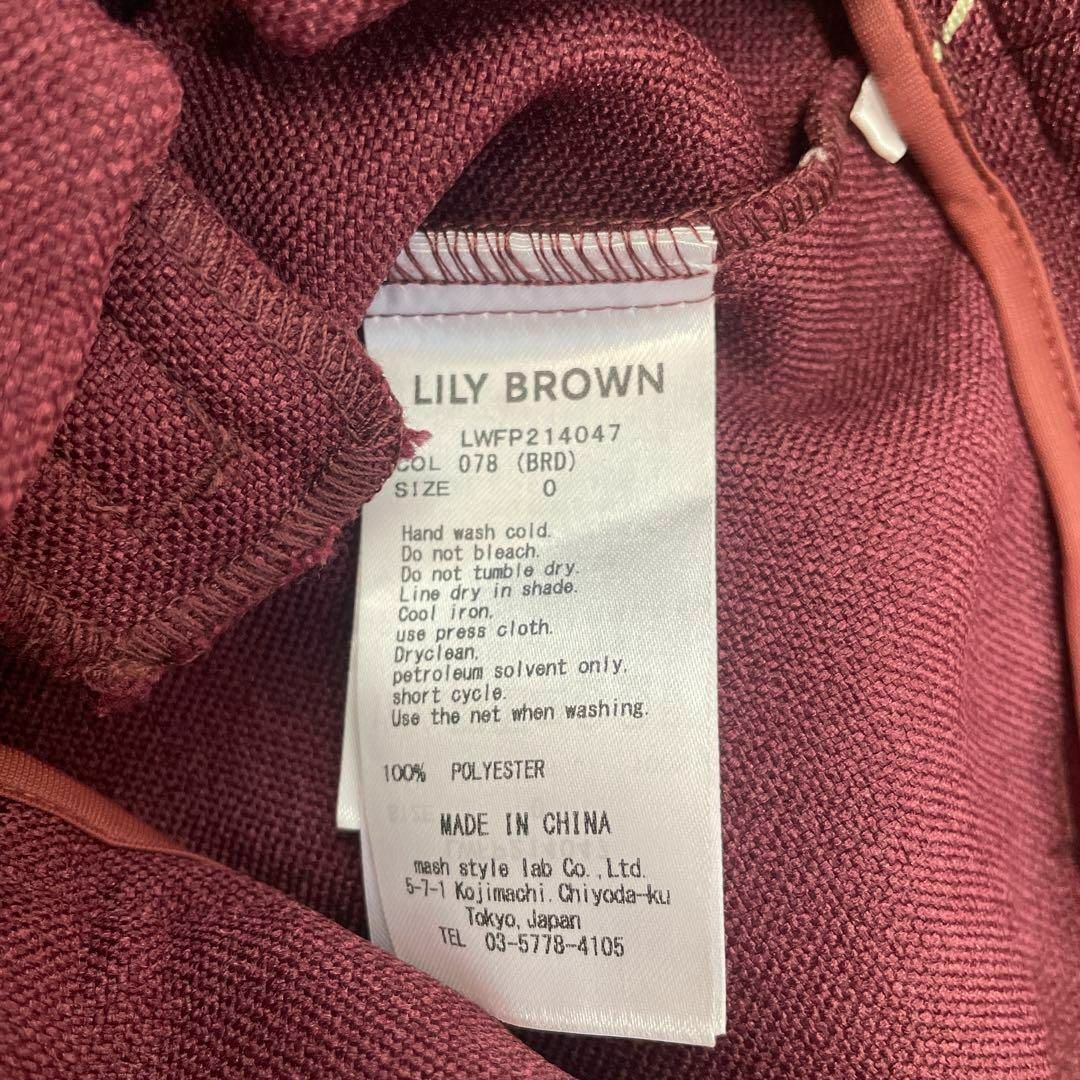 LILY BROWN
LWFP214047
COL 078 (BRD)
SIZE 0
Hand wash cold.
Do not bleach.
Do not tumble dry.
Line dry in shade.
Cool iron.
use press cloth.
Dryclean.
petroleum solvent only.
short cycle.
Use the net when washing.
100% POLYESTER
MADE IN CHINA
mash style lab Co.,Ltd.
5-7-1 Kojimachi.Chiyoda-ku
Tokyo,Japan
TEL 03-5778-4105